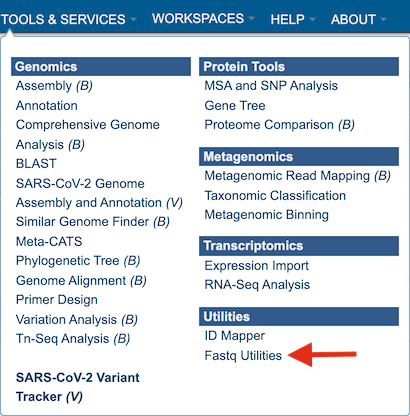 TOOLS & SERVICES WORKSPACES HELP ABOUT
Genomics
Assembly (B)
Annotation
Comprehensive Genome
Analysis (B)
BLAST
SARS-CoV-2 Genome
Assembly and Annotation (V)
Similar Genome Finder (B)
Meta-CATS
Phylogenetic Tree (B)
Genome Alignment (B)
Primer Design
Variation Analysis (B)
Tn-Seq Analysis (B)
SARS-CoV-2 Variant
Tracker (V)
Protein Tools
MSA and SNP Analysis
Gene Tree
Proteome Comparison (B)
Metagenomics
Metagenomic Read Mapping (B)
Taxonomic Classification
Metagenomic Binning
Transcriptomics
Expression Import
RNA-Seq Analysis
Utilities
ID Mapper
Fastq Utilities